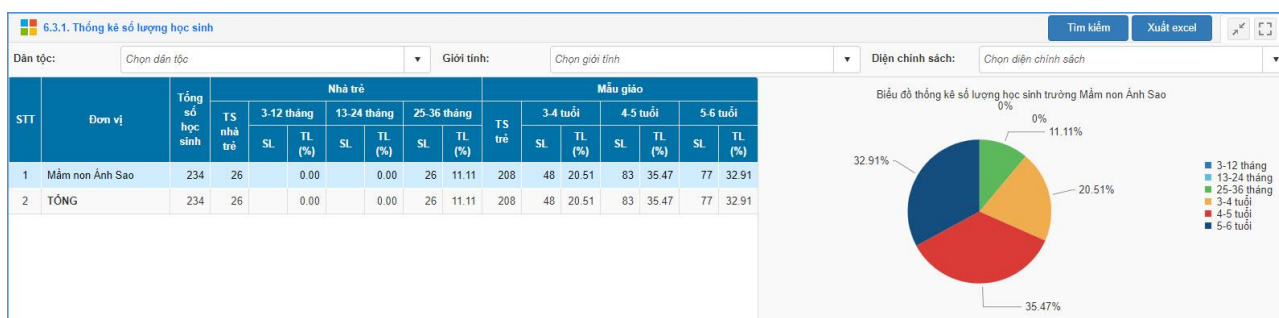 6.3.1. Thống kê số lượng học sinh
Tìm kiếm
Xuất excel
Dân tộc:
Chọn dân tộc
Giới tính:
Chọn giới tính
Diện chính sách:
Chọn diện chính sách
STT
Đơn vị
Tổng
số
học
sinh
Nhà trẻ
TS
nhà
trẻ
3-12 tháng
13-24 tháng
25-36 tháng
SL
TL
(%)
SL
TL
(%)
SL
TL
(%)
Mẫu giáo
TS
trẻ
3-4 tuổi
4-5 tuổi
5-6 tuổi
SL
TL
(%)
SL
TL
(%)
SL
TL
(%)
1 Mầm non Ánh Sao 234 26 0.00 0.00 26 11.11 208 48 20.51 83 35.47 77 32.91
2 TỔNG 234 26 0.00 0.00 26 11.11 208 48 20.51 83 35.47 77 32.91
Biểu đồ thống kê số lượng học sinh trường Mầm non Ánh Sao
0%
0%
11.11%
32.91%
20.51%
35.47%
3-12 tháng
13-24 tháng
25-36 tháng
3-4 tuổi
4-5 tuổi
5-6 tuổi